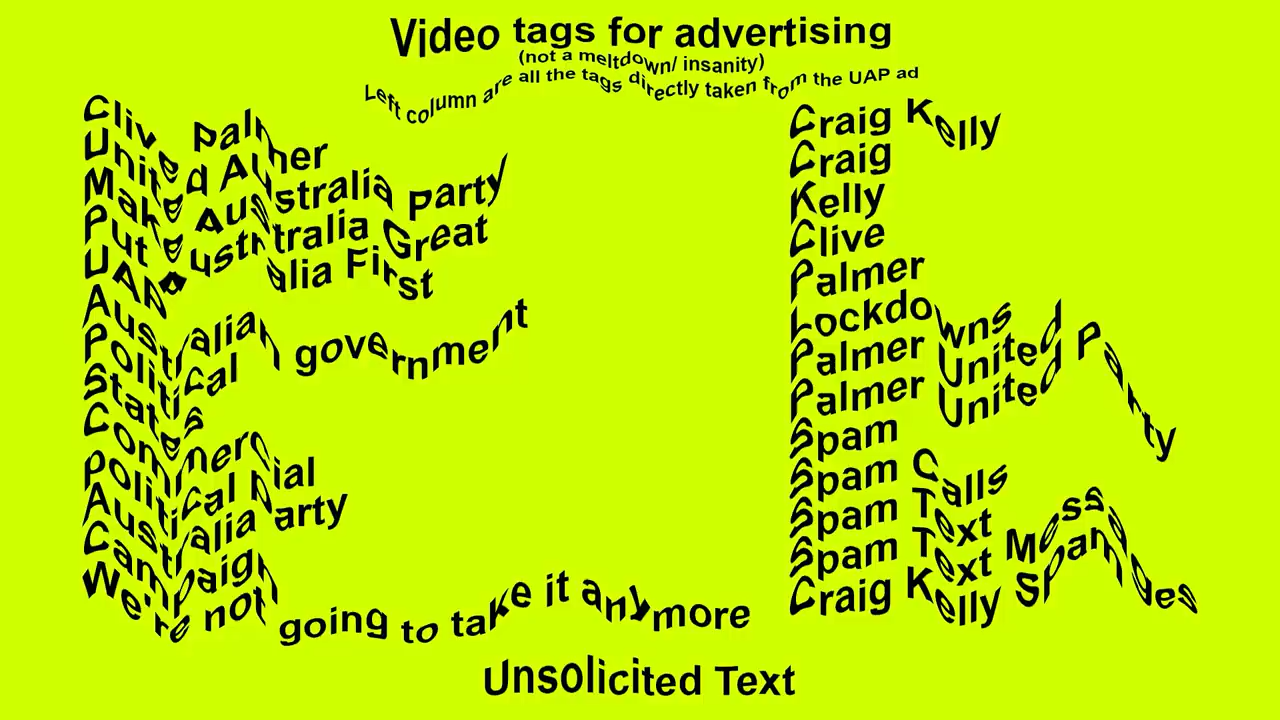 Video tags for advertising
(not a meltdown/ insanity)
Left column are all the tags directly taken from the UAP ad
Clive palmer
United Australia party
Make Australia Great
Put Australia First
UAP
Australian government
Political
States
Commercial
political party
Australia
Campaign
We're not going to take it anymore
Craig Kelly
Craig
Kelly
Clive
Palmer
Lockdowns
Palmer United Party
Palmer United
Spam
Spam Calls
Spam Text
Spam Text Messages
Craig Kelly Spam
Unsolicited Text